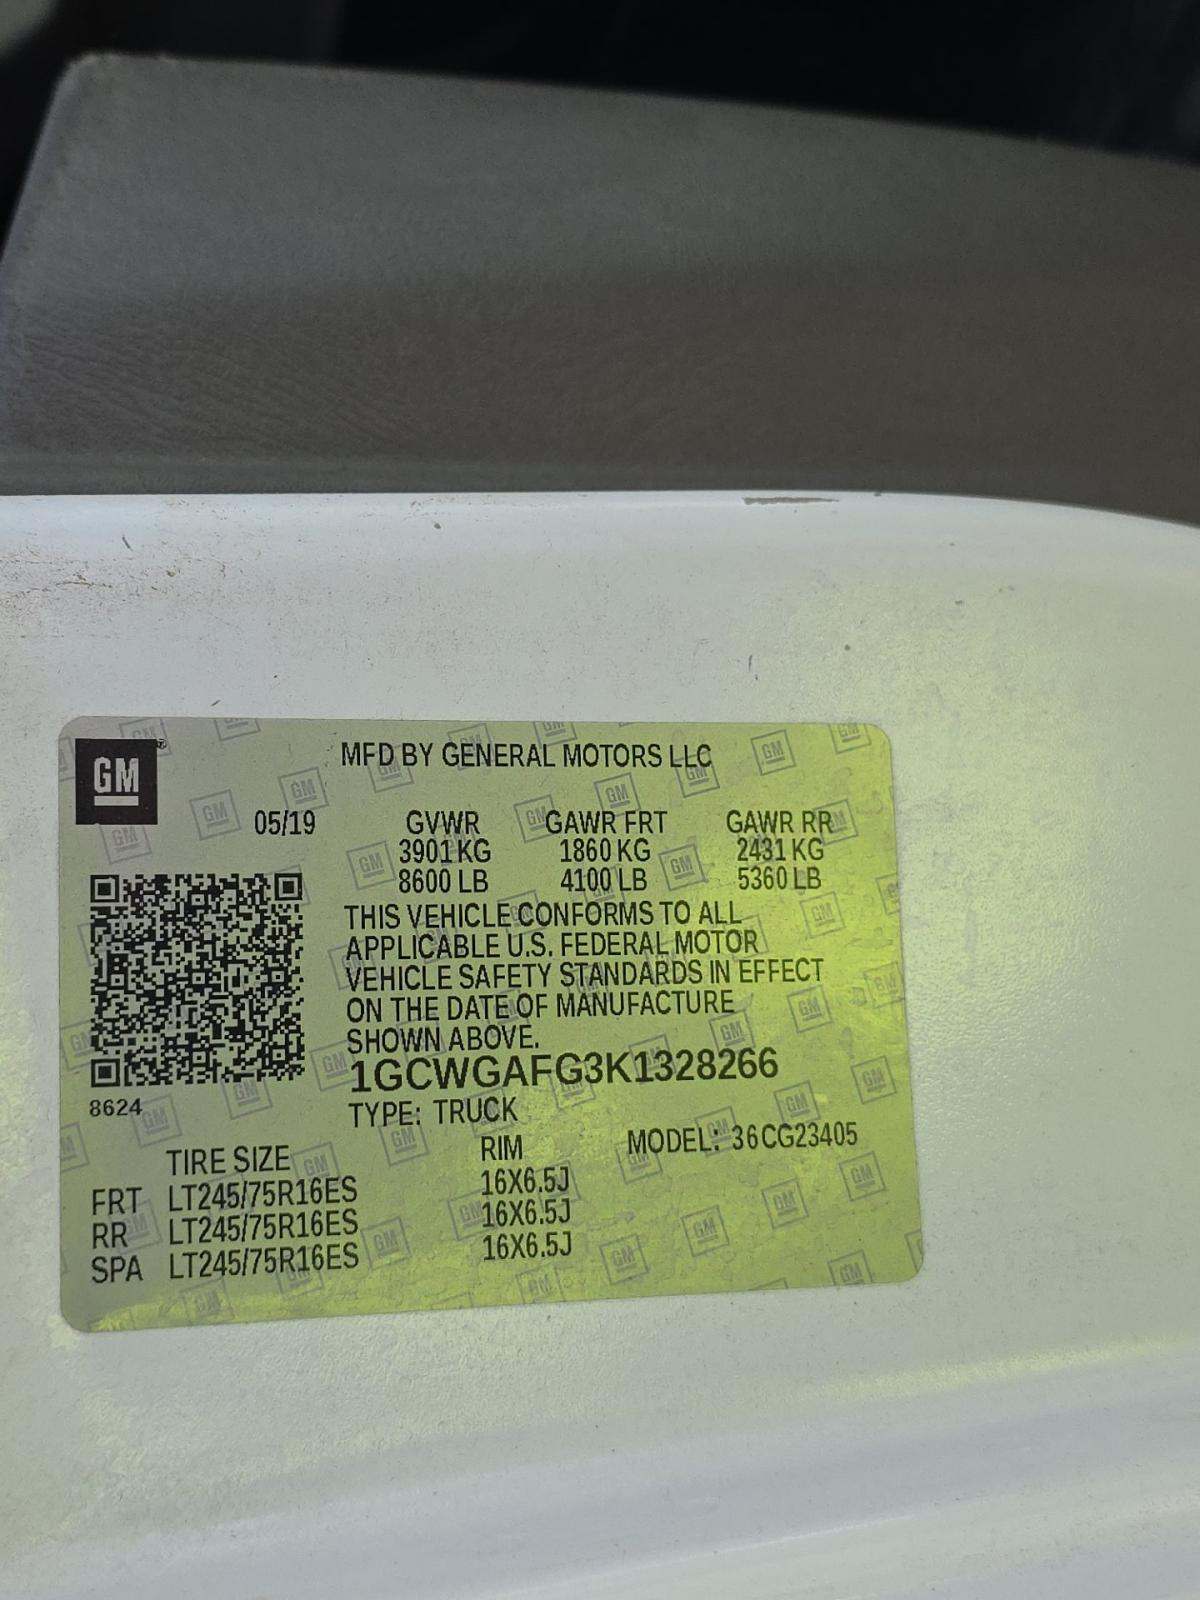 GM
MFD BY GENERAL MOTORS LLC
05/19 GVWR GAWR FRT GAWR RR
3901 KG 1860 KG 2431 KG
8600 LB 4100 LB 5360 LB
THIS VEHICLE CONFORMS TO ALL
APPLICABLE U.S. FEDERAL MOTOR
VEHICLE SAFETY STANDARDS IN EFFECT
ON THE DATE OF MANUFACTURE
SHOWN ABOVE.
1GCWGAFG3K1328266
8624
TYPE: TRUCK
MODEL: 36CG23405
TIRE SIZE RIM
FRT LT245/75R16ES 16X6.5J
RR LT245/75R16ES 16X6.5J
SPA LT245/75R16ES 16X6.5J